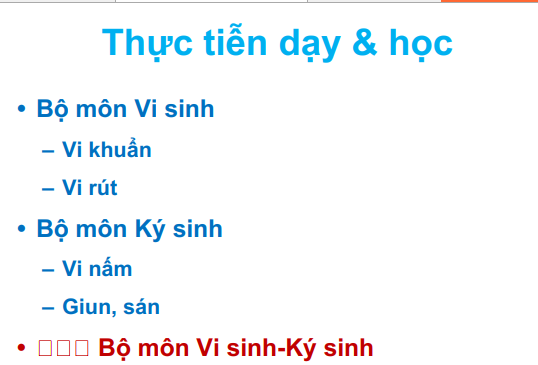 Thực tiễn dạy & học
• Bộ môn Vi sinh
– Vi khuẩn
– Vi rút
• Bộ môn Ký sinh
– Vi nấm
– Giun, sán
• Bộ môn Vi sinh-Ký sinh